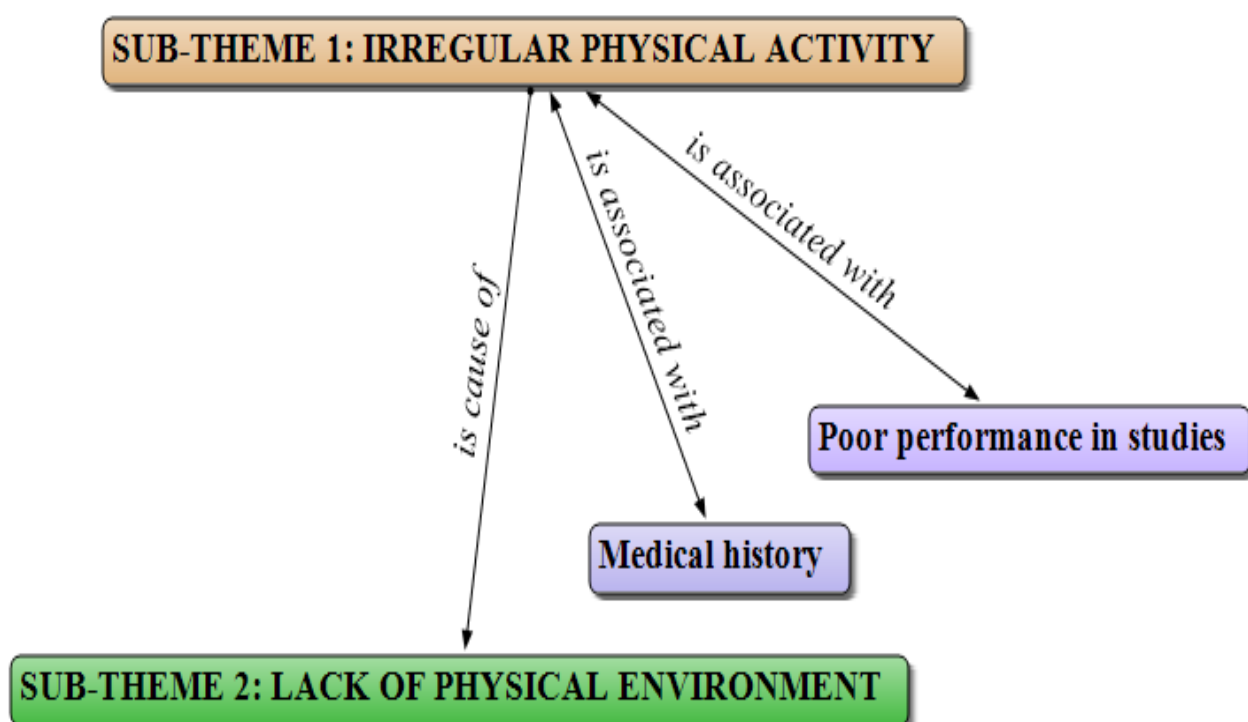 SUB-THEME 1: IRREGULAR PHYSICAL ACTIVITY
is cause of
is associated with
is associated with
Poor performance in studies
Medical history
SUB-THEME 2: LACK OF PHYSICAL ENVIRONMENT